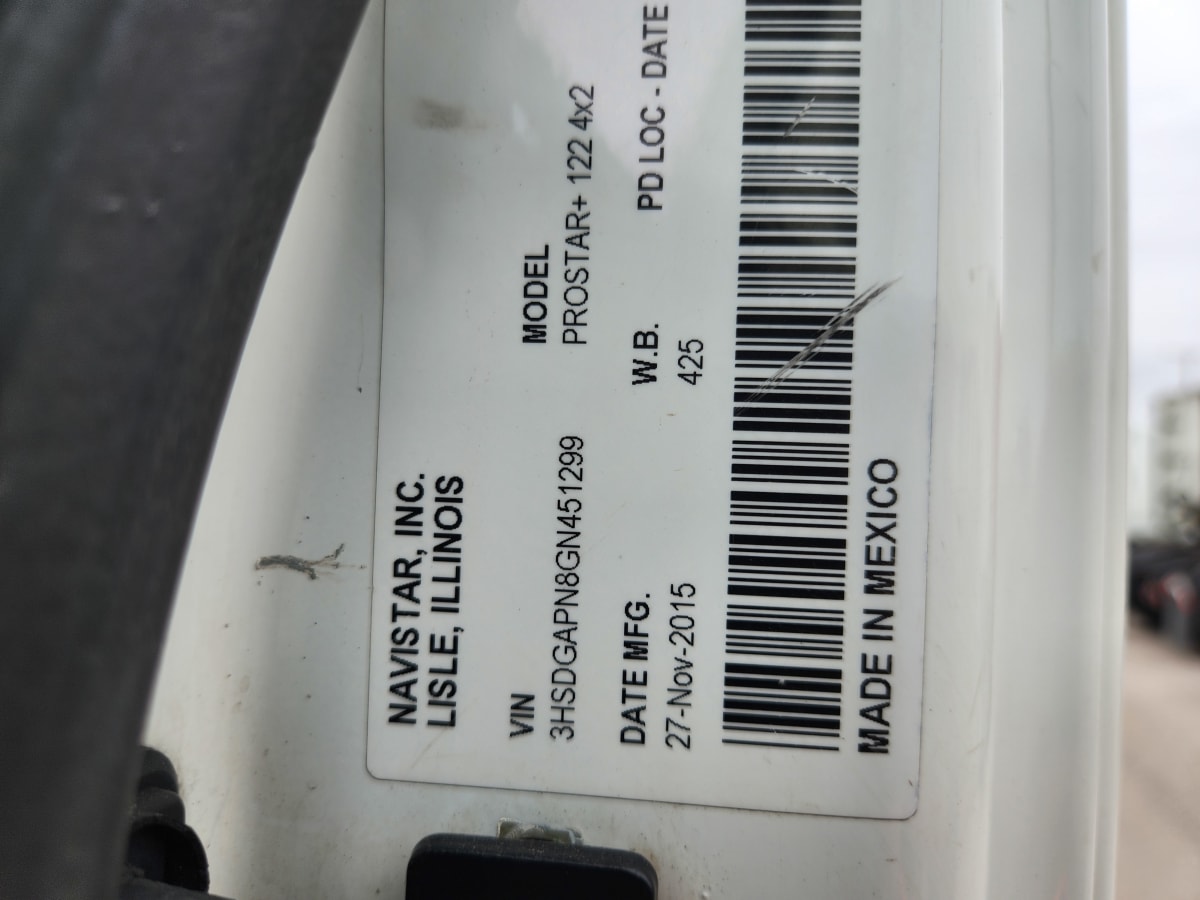 NAVISTAR, INC.
LISLE, ILLINOIS
VIN
3HSDGAPN8GN451299
MODEL
PROSTAR+ 122 4x2
DATE MFG.
27-Nov-2015
W.B.
425
PD LOC - DATE
MADE IN MEXICO